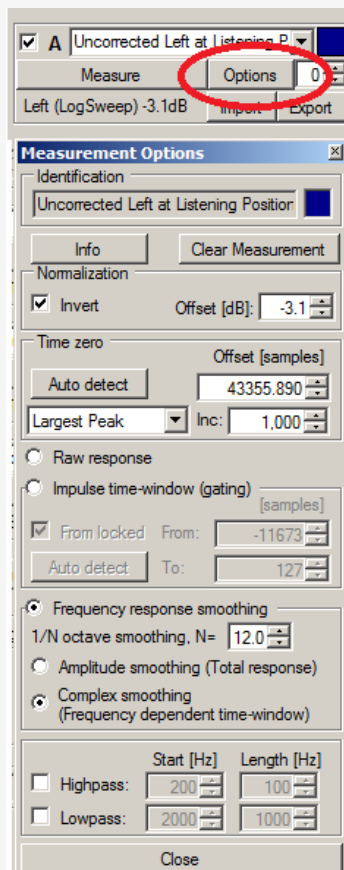 A Uncorrected Left at Listening P
Measure Options 0
Left (LogSweep) -3.1dB Import Export
Measurement Options
Identification
Uncorrected Left at Listening Position
Info Clear Measurement
Normalization
Invert Offset [dB]: -3.1
Time zero
Offset [samples]
Auto detect 43355.890
Largest Peak Inc: 1,000
Raw response
Impulse time-window (gating)
[samples]
From locked From: -11673
Auto detect To: 127
Frequency response smoothing
1/N octave smoothing, N= 12.0
Amplitude smoothing (Total response)
Complex smoothing
(Frequency dependent time-window)
Start [Hz] Length [Hz]
Highpass: 200 100
Lowpass: 2000 1000
Close